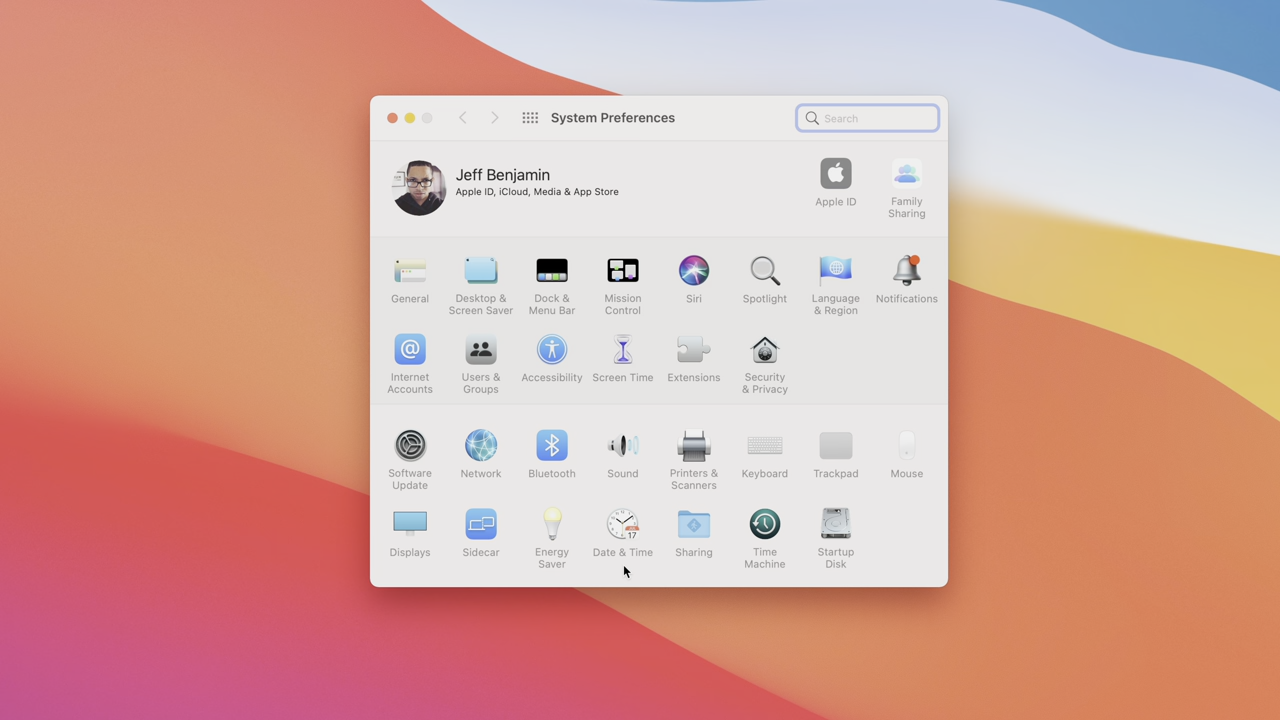 System Preferences
Search
Jeff Benjamin
Apple ID, iCloud, Media & App Store
Apple ID
Family
Sharing
General
Desktop &
Screen Saver
Dock &
Menu Bar
Mission
Control
Siri
Spotlight
Language
& Region
Notifications
Internet
Accounts
Users &
Groups
Accessibility
Screen Time
Extensions
Security
& Privacy
Software
Update
Network
Bluetooth
Sound
Printers &
Scanners
Keyboard
Trackpad
Mouse
Displays
Sidecar
Energy
Saver
17
Date & Time
Sharing
Time
Machine
Startup
Disk